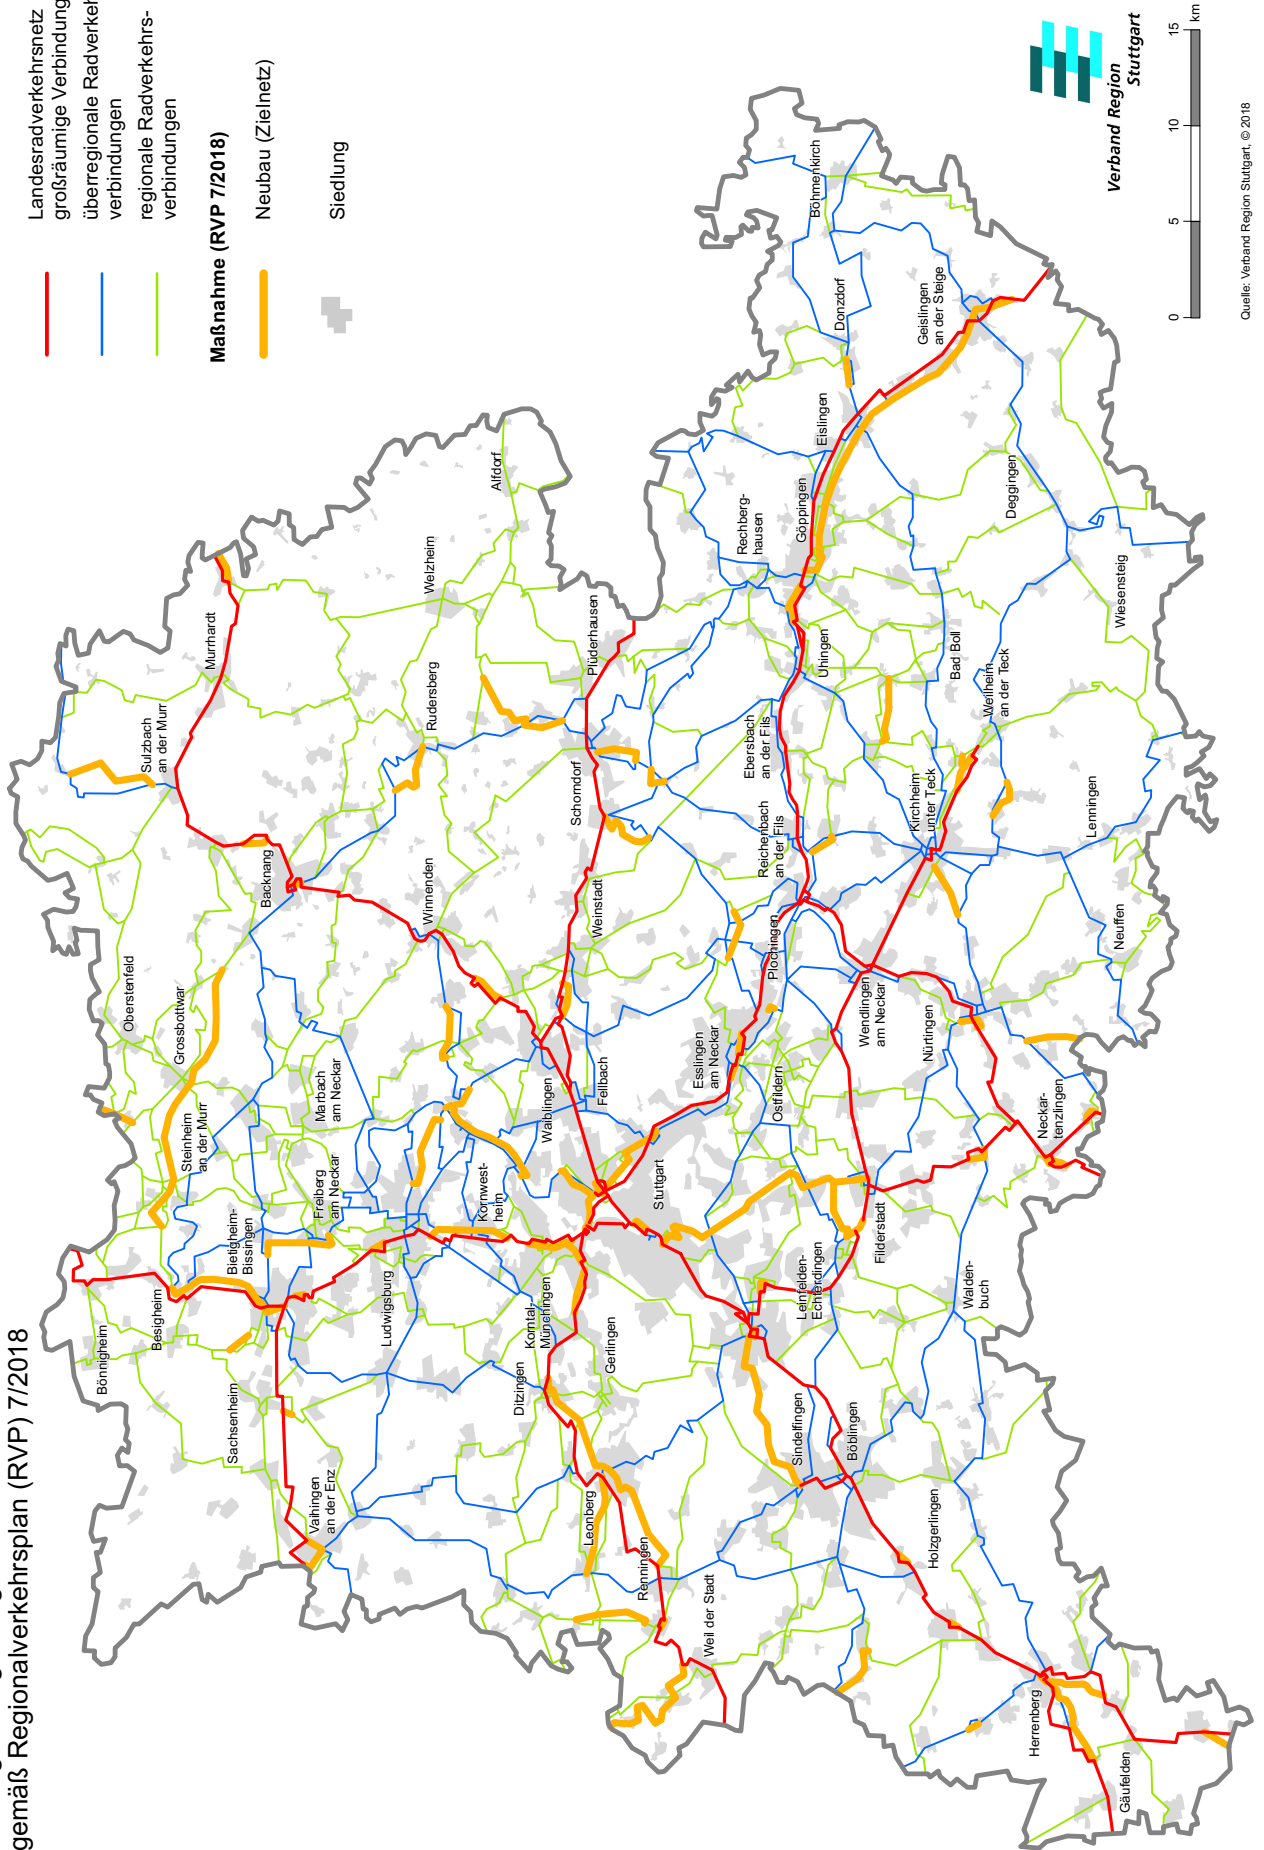 gemäß Regionalverkehrsplan (RVP) 7/2018
Landesradverkehrsnetz
großräumige Verbindung
überregionale Radverkeh
verbindungen
regionale Radverkehrs-
verbindungen
Maßnahme (RVP 7/2018)
Neubau (Zielnetz)
Siedlung
Bönnigheim
Besigheim
Sachsenheim
Vaihingen
an der Enz
Bietigheim-
Bissingen
Steinheim
an der Murr
Grossbottwar
Oberstenfeld
Freiberg
am Neckar
Marbach
am Neckar
Ludwigsburg
Kornwest-
heim
Korntal-
Münchingen
Ditzingen
Gerlingen
Leonberg
Renningen
Weil der Stadt
Backnang
Sulzbach
an der Murr
Murrhardt
Rudersberg
Welzheim
Alfdorf
Winnenden
Waiblingen
Fellbach
Weinstadt
Schorndorf
Plüderhausen
Stuttgart
Esslingen
am Neckar
Ostfildern
Plochingen
Reichenbach
an der Fils
Ebersbach
an der Fils
Uhingen
Rechberg-
hausen
Göppingen
Eislingen
Donzdorf
Böhmenkirch
Geislingen
an der Steige
Deggingen
Wiesensteig
Bad Boll
Weilheim
an der Teck
Kirchheim
unter Teck
Lenningen
Neuffen
Wendlingen
am Neckar
Nürtingen
Neckar-
tenzlingen
Filderstadt
Leinfelden-
Echterdingen
Walden-
buch
Sindelfingen
Böblingen
Holzgerlingen
Herrenberg
Gäufelden
Verband Region
Stuttgart
0 5 10 15 km
Quelle: Verband Region Stuttgart, © 2018